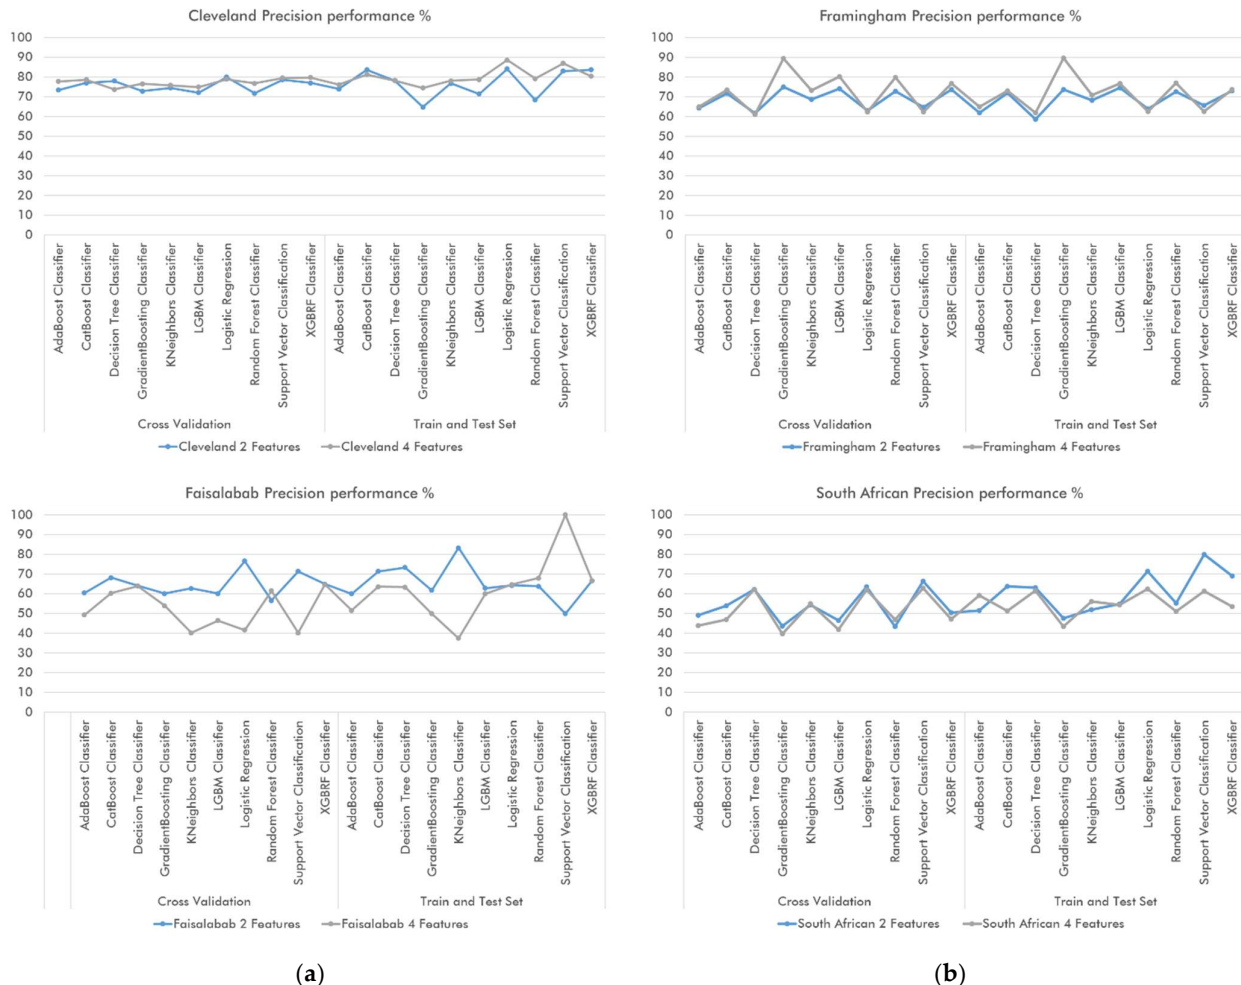 Cleveland Precision performance %
100
90
80
70
60
50
40
30
20
10
0
AdaBoost Classifier
CatBoost Classifier
Decision Tree Classifier
GradientBoosting Classifier
KNeighbors Classifier
LGBM Classifier
Logistic Regression
Random Forest Classifier
Support Vector Classification
XGBRF Classifier
AdaBoost Classifier
CatBoost Classifier
Decision Tree Classifier
GradientBoosting Classifier
KNeighbors Classifier
LGBM Classifier
Logistic Regression
Random Forest Classifier
Support Vector Classification
XGBRF Classifier
Cross Validation
Train and Test Set
Cleveland 2 Features
Cleveland 4 Features
Framingham Precision performance %
100
90
80
70
60
50
40
30
20
10
0
AdaBoost Classifier
CatBoost Classifier
Decision Tree Classifier
GradientBoosting Classifier
KNeighbors Classifier
LGBM Classifier
Logistic Regression
Random Forest Classifier
Support Vector Classification
XGBRF Classifier
AdaBoost Classifier
CatBoost Classifier
Decision Tree Classifier
GradientBoosting Classifier
KNeighbors Classifier
LGBM Classifier
Logistic Regression
Random Forest Classifier
Support Vector Classification
XGBRF Classifier
Cross Validation
Train and Test Set
Framingham 2 Features
Framingham 4 Features
Faisalabab Precision performance %
100
90
80
70
60
50
40
30
20
10
0
AdaBoost Classifier
CatBoost Classifier
Decision Tree Classifier
GradientBoosting Classifier
KNeighbors Classifier
LGBM Classifier
Logistic Regression
Random Forest Classifier
Support Vector Classification
XGBRF Classifier
AdaBoost Classifier
CatBoost Classifier
Decision Tree Classifier
GradientBoosting Classifier
KNeighbors Classifier
LGBM Classifier
Logistic Regression
Random Forest Classifier
Support Vector Classification
XGBRF Classifier
Cross Validation
Train and Test Set
Faisalabab 2 Features
Faisalabab 4 Features
South African Precision performance %
100
90
80
70
60
50
40
30
20
10
0
AdaBoost Classifier
CatBoost Classifier
Decision Tree Classifier
GradientBoosting Classifier
KNeighbors Classifier
LGBM Classifier
Logistic Regression
Random Forest Classifier
Support Vector Classification
XGBRF Classifier
AdaBoost Classifier
CatBoost Classifier
Decision Tree Classifier
GradientBoosting Classifier
KNeighbors Classifier
LGBM Classifier
Logistic Regression
Random Forest Classifier
Support Vector Classification
XGBRF Classifier
Cross Validation
Train and Test Set
South African 2 Features
South African 4 Features
(a)
(b)